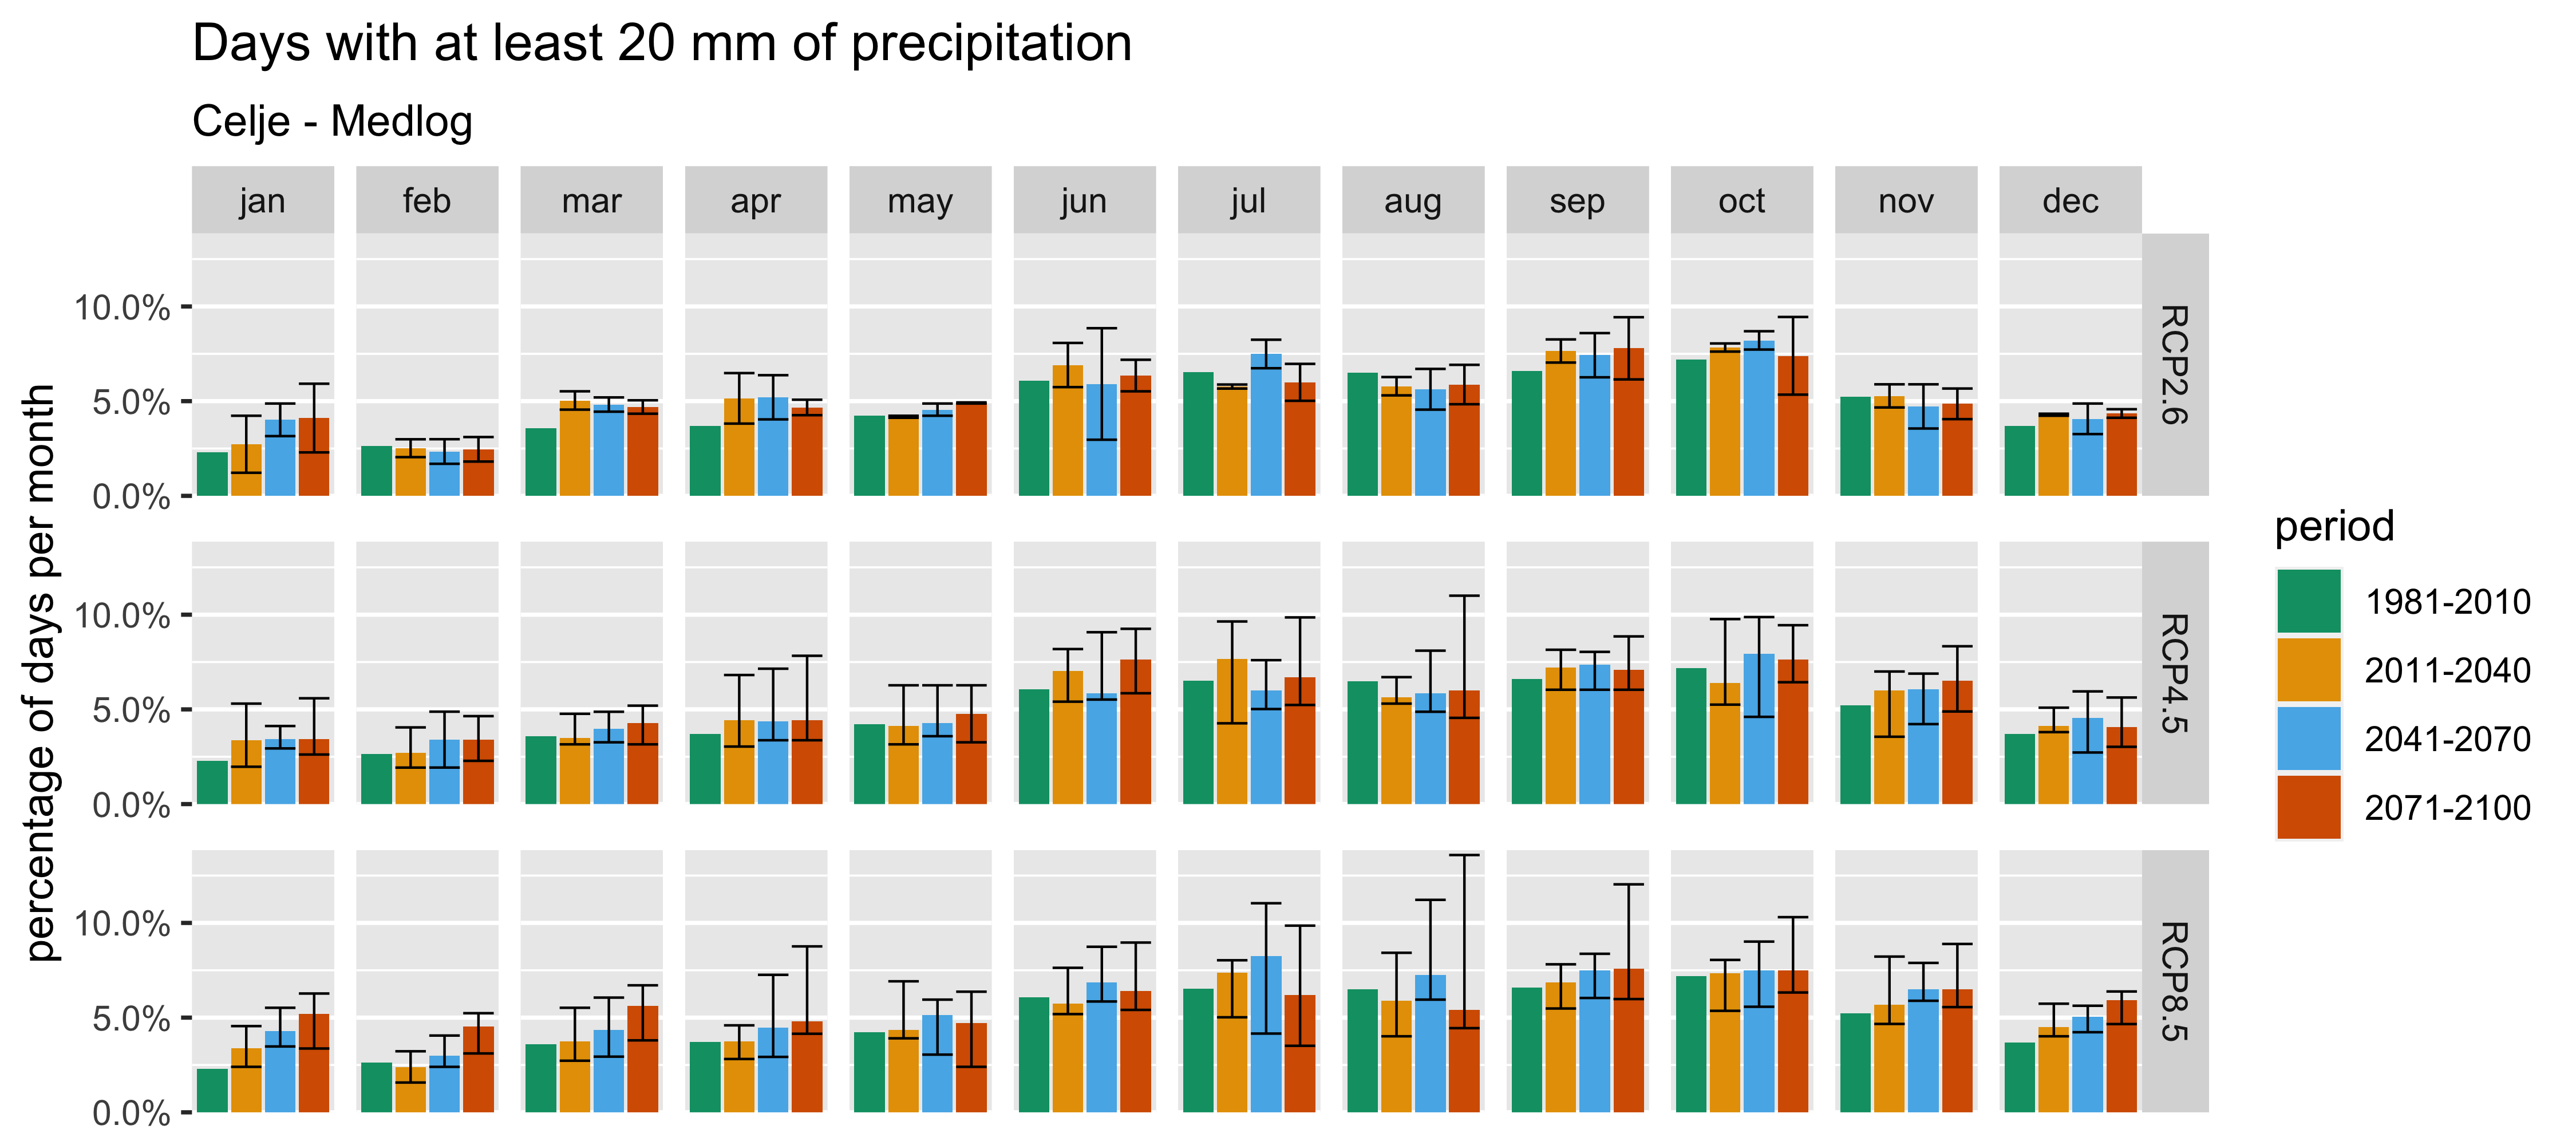 Days with at least 20 mm of precipitation
Celje - Medlog
jan feb mar apr may jun jul aug sep oct nov dec
percentage of days per month
10.0%
5.0%
0.0%
RCP2.6
10.0%
5.0%
0.0%
RCP4.5
10.0%
5.0%
0.0%
RCP8.5
period
1981-2010
2011-2040
2041-2070
2071-2100